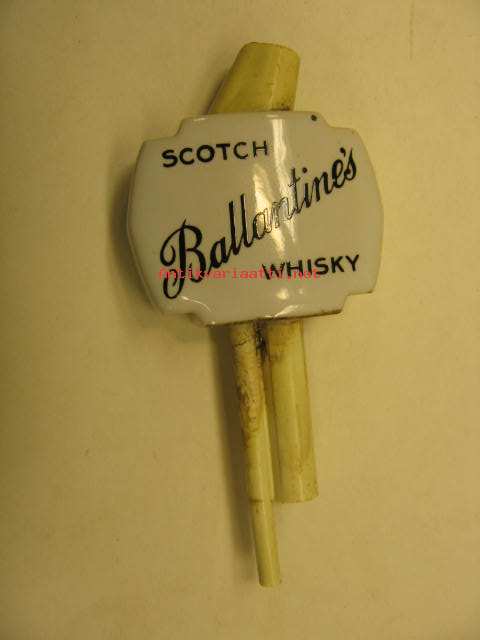 SCOTCH
Ballantine's
WHISKY
Antikvariaatti.net